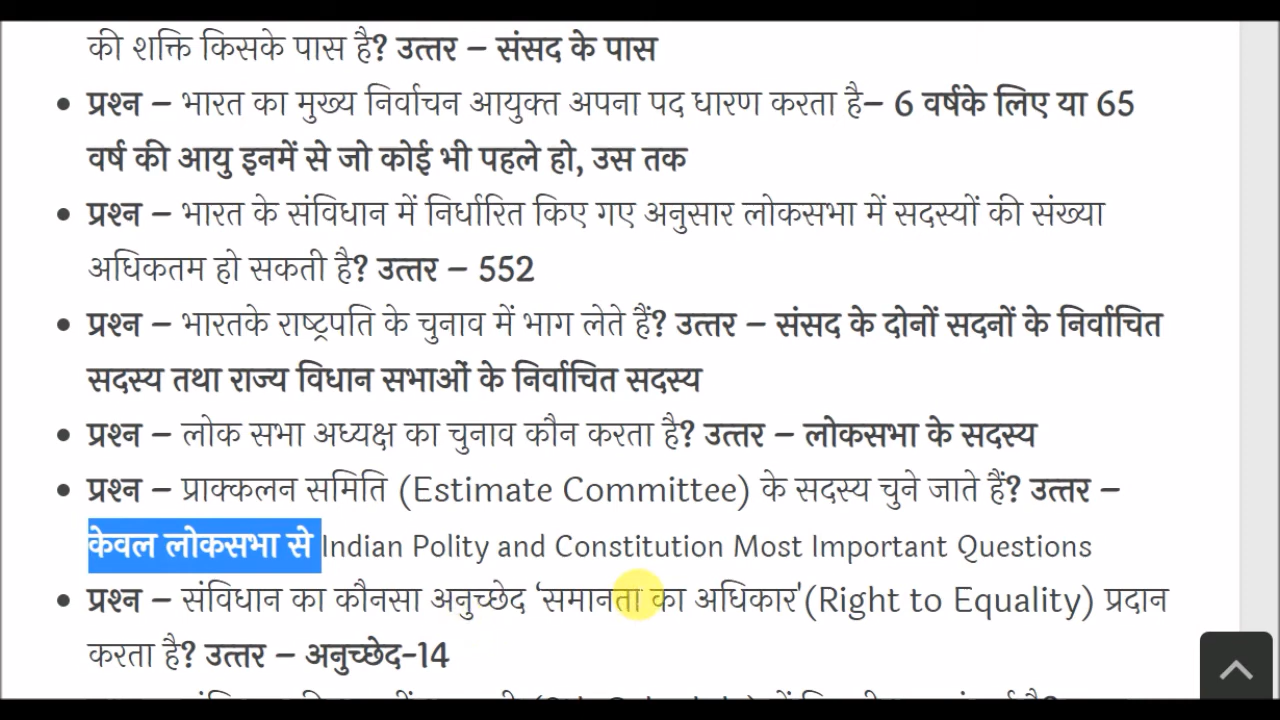 की शक्ति किसके पास है? उत्तर – संसद के पास
• प्रश्न – भारत का मुख्य निर्वाचन आयुक्त अपना पद धारण करता है– 6 वर्षके लिए या 65
वर्ष की आयु इनमें से जो कोई भी पहले हो, उस तक
• प्रश्न – भारत के संविधान में निर्धारित किए गए अनुसार लोकसभा में सदस्यों की संख्या
अधिकतम हो सकती है? उत्तर – 552
• प्रश्न – भारतके राष्ट्रपति के चुनाव में भाग लेते हैं? उत्तर – संसद के दोनों सदनों के निर्वाचित
सदस्य तथा राज्य विधान सभाओं के निर्वाचित सदस्य
• प्रश्न – लोक सभा अध्यक्ष का चुनाव कौन करता है? उत्तर – लोकसभा के सदस्य
• प्रश्न – प्राक्कलन समिति (Estimate Committee) के सदस्य चुने जाते हैं? उत्तर –
केवल लोकसभा से Indian Polity and Constitution Most Important Questions
• प्रश्न – संविधान का कौनसा अनुच्छेद ‘समानता का अधिकार'(Right to Equality) प्रदान
करता है? उत्तर – अनुच्छेद-14